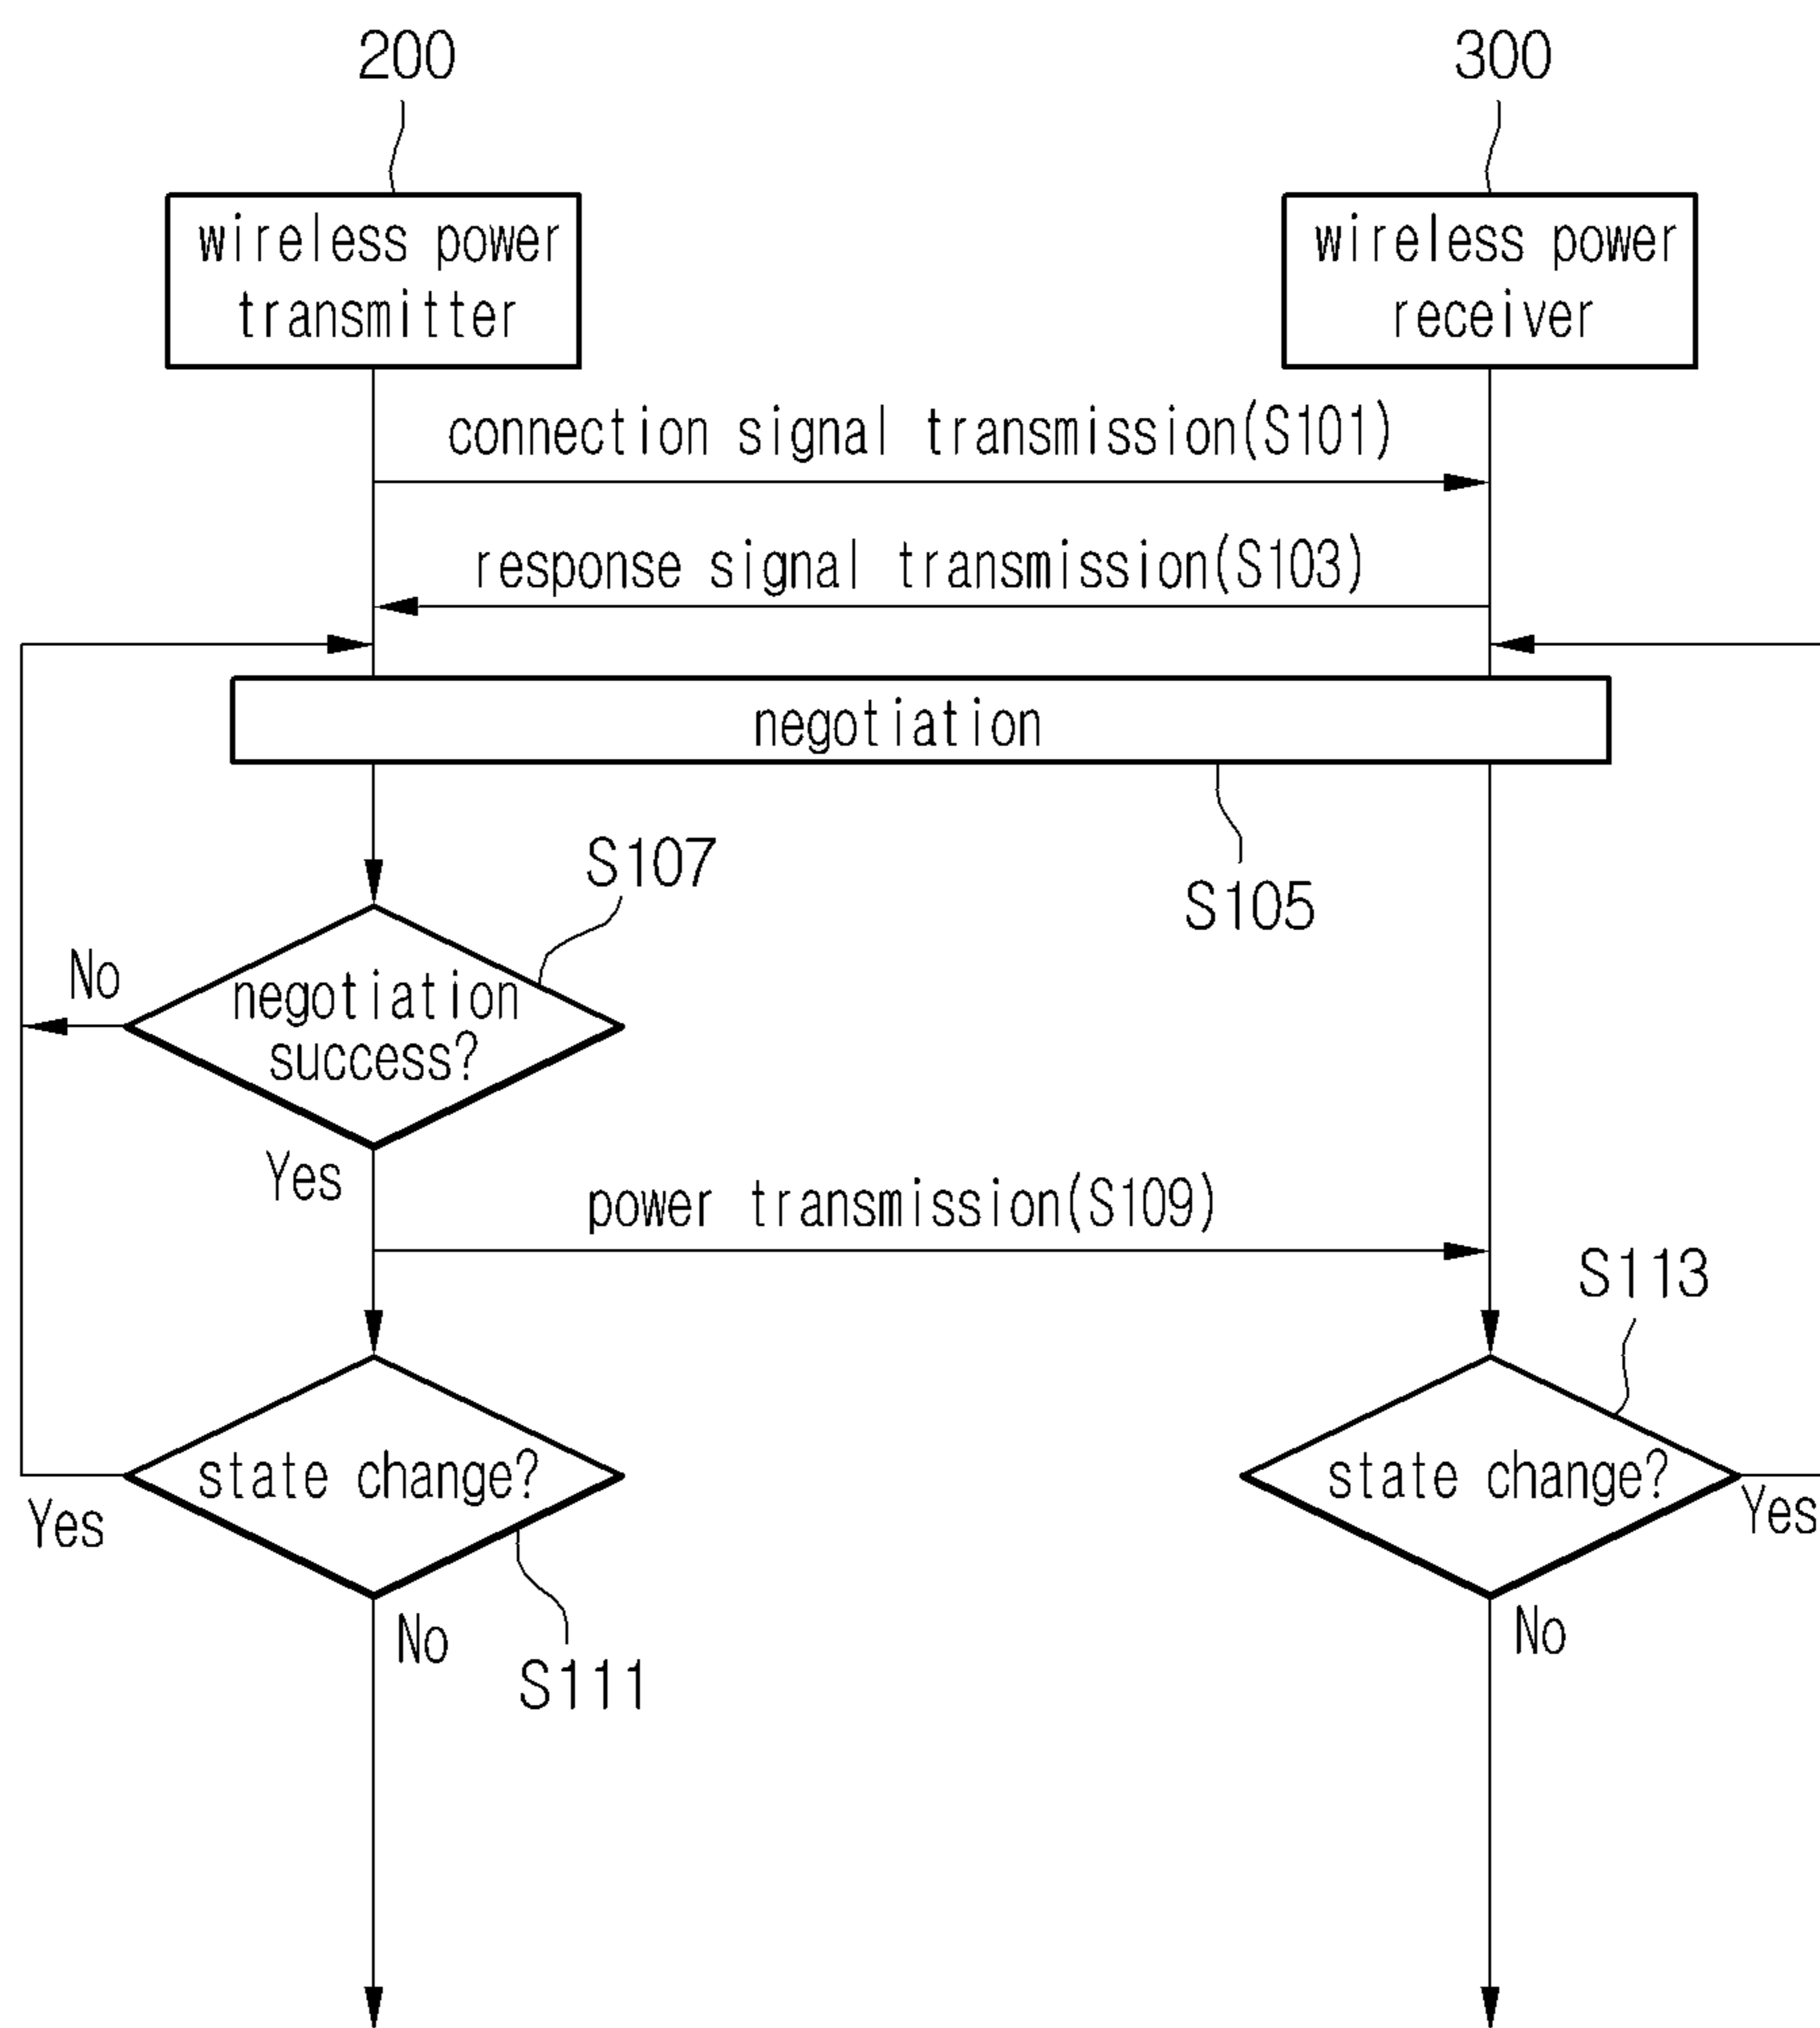 200
300
wireless power
transmitter
wireless power
receiver
connection signal transmission(S101)
response signal transmission(S103)
negotiation
S107
S105
No
negotiation
success?
Yes
power transmission(S109)
S113
state change?
state change?
Yes
Yes
No
No
S111